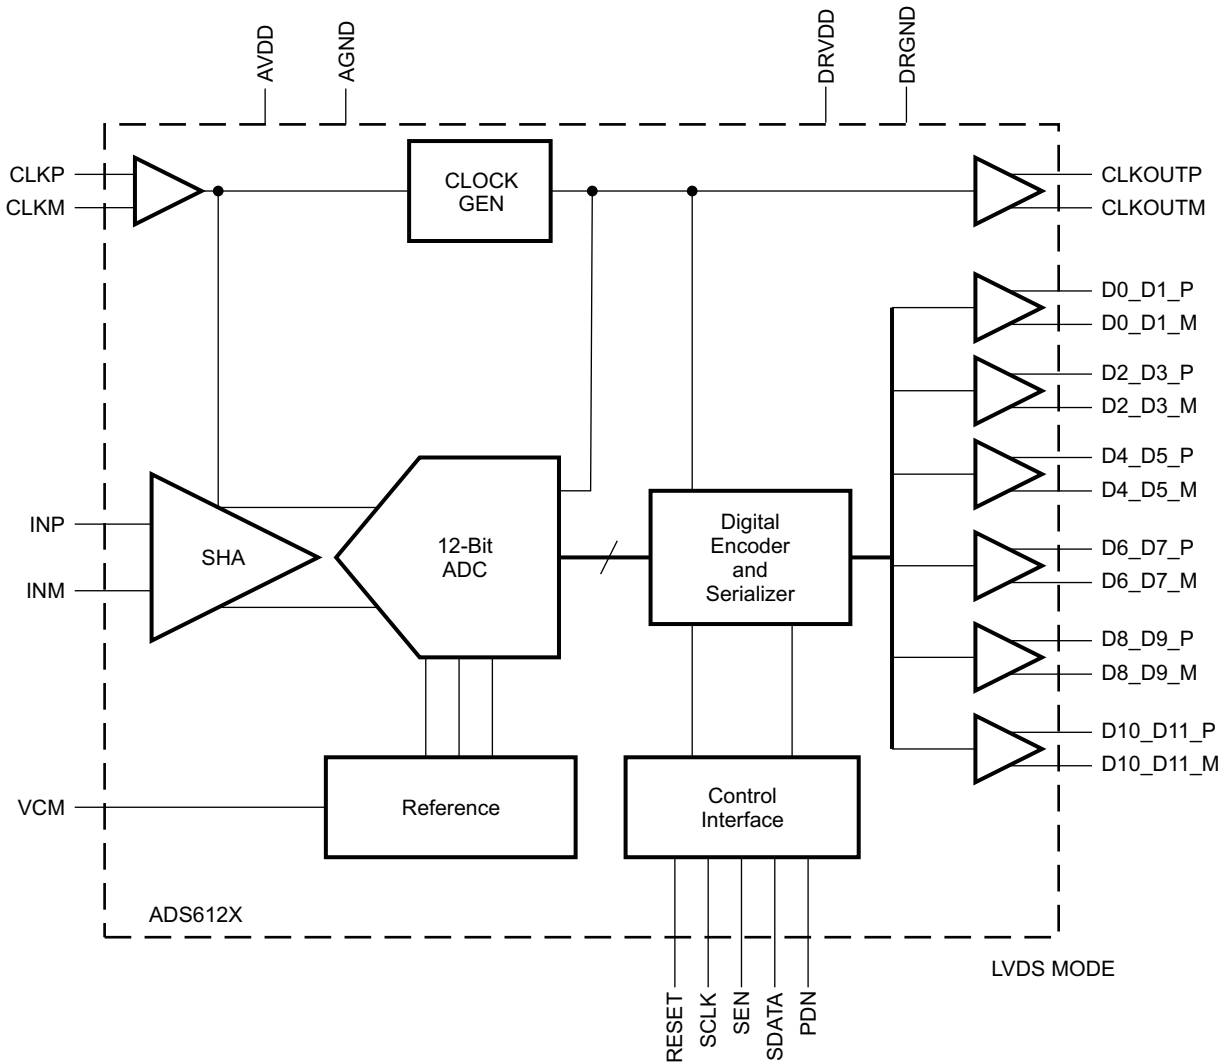 AVDD
AGND
DRVDD
DRGND
CLKP
CLKM
CLOCK
GEN
CLKOUTP
CLKOUTM
D0_D1_P
D0_D1_M
D2_D3_P
D2_D3_M
D4_D5_P
D4_D5_M
INP
INM
SHA
12-Bit
ADC
Digital
Encoder
and
Serializer
D6_D7_P
D6_D7_M
D8_D9_P
D8_D9_M
D10_D11_P
D10_D11_M
VCM
Reference
Control
Interface
ADS612X
LVDS MODE
RESET
SCLK
SEN
SDATA
PDN